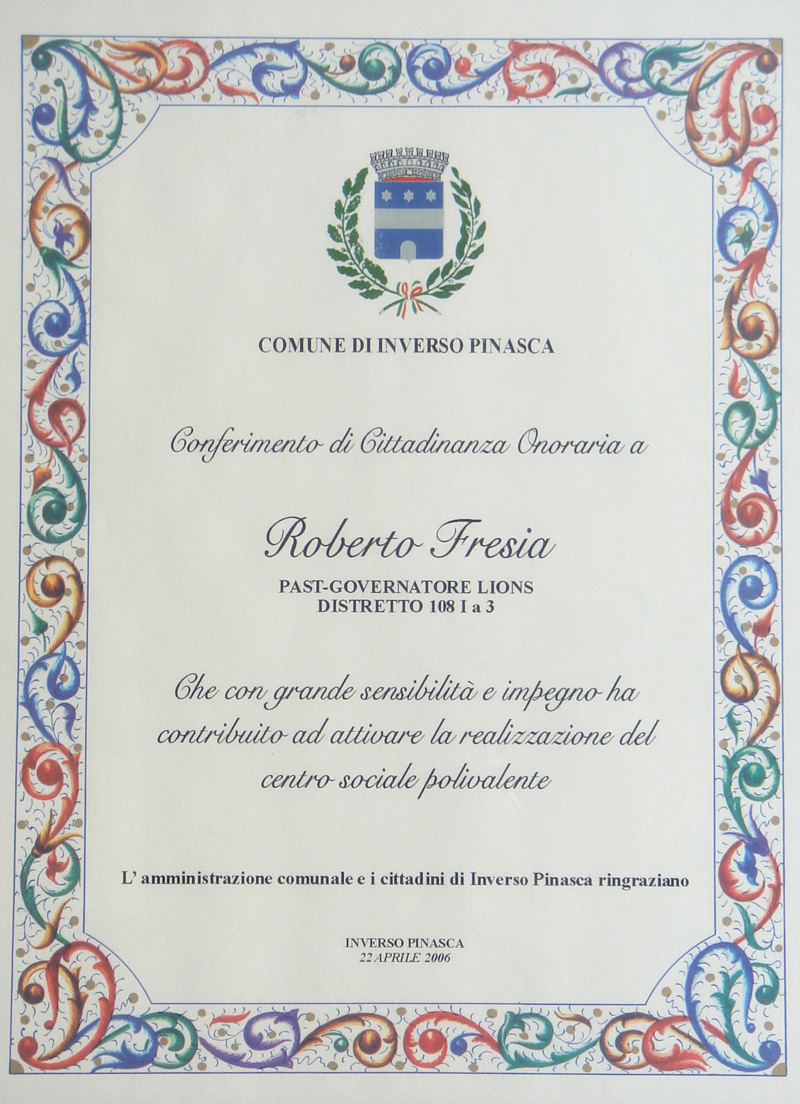 COMUNE DI INVERSO PINASCA
Conferimento di Cittadinanza Onoraria a
Roberto Fresia
PAST-GOVERNATORE LIONS
DISTRETTO 108 I a 3
Che con grande sensibilità e impegno ha
contribuito ad attivare la realizzazione del
centro sociale polivalente
L' amministrazione comunale e i cittadini di Inverso Pinasca ringraziano
INVERSO PINASCA
22 APRILE 2006